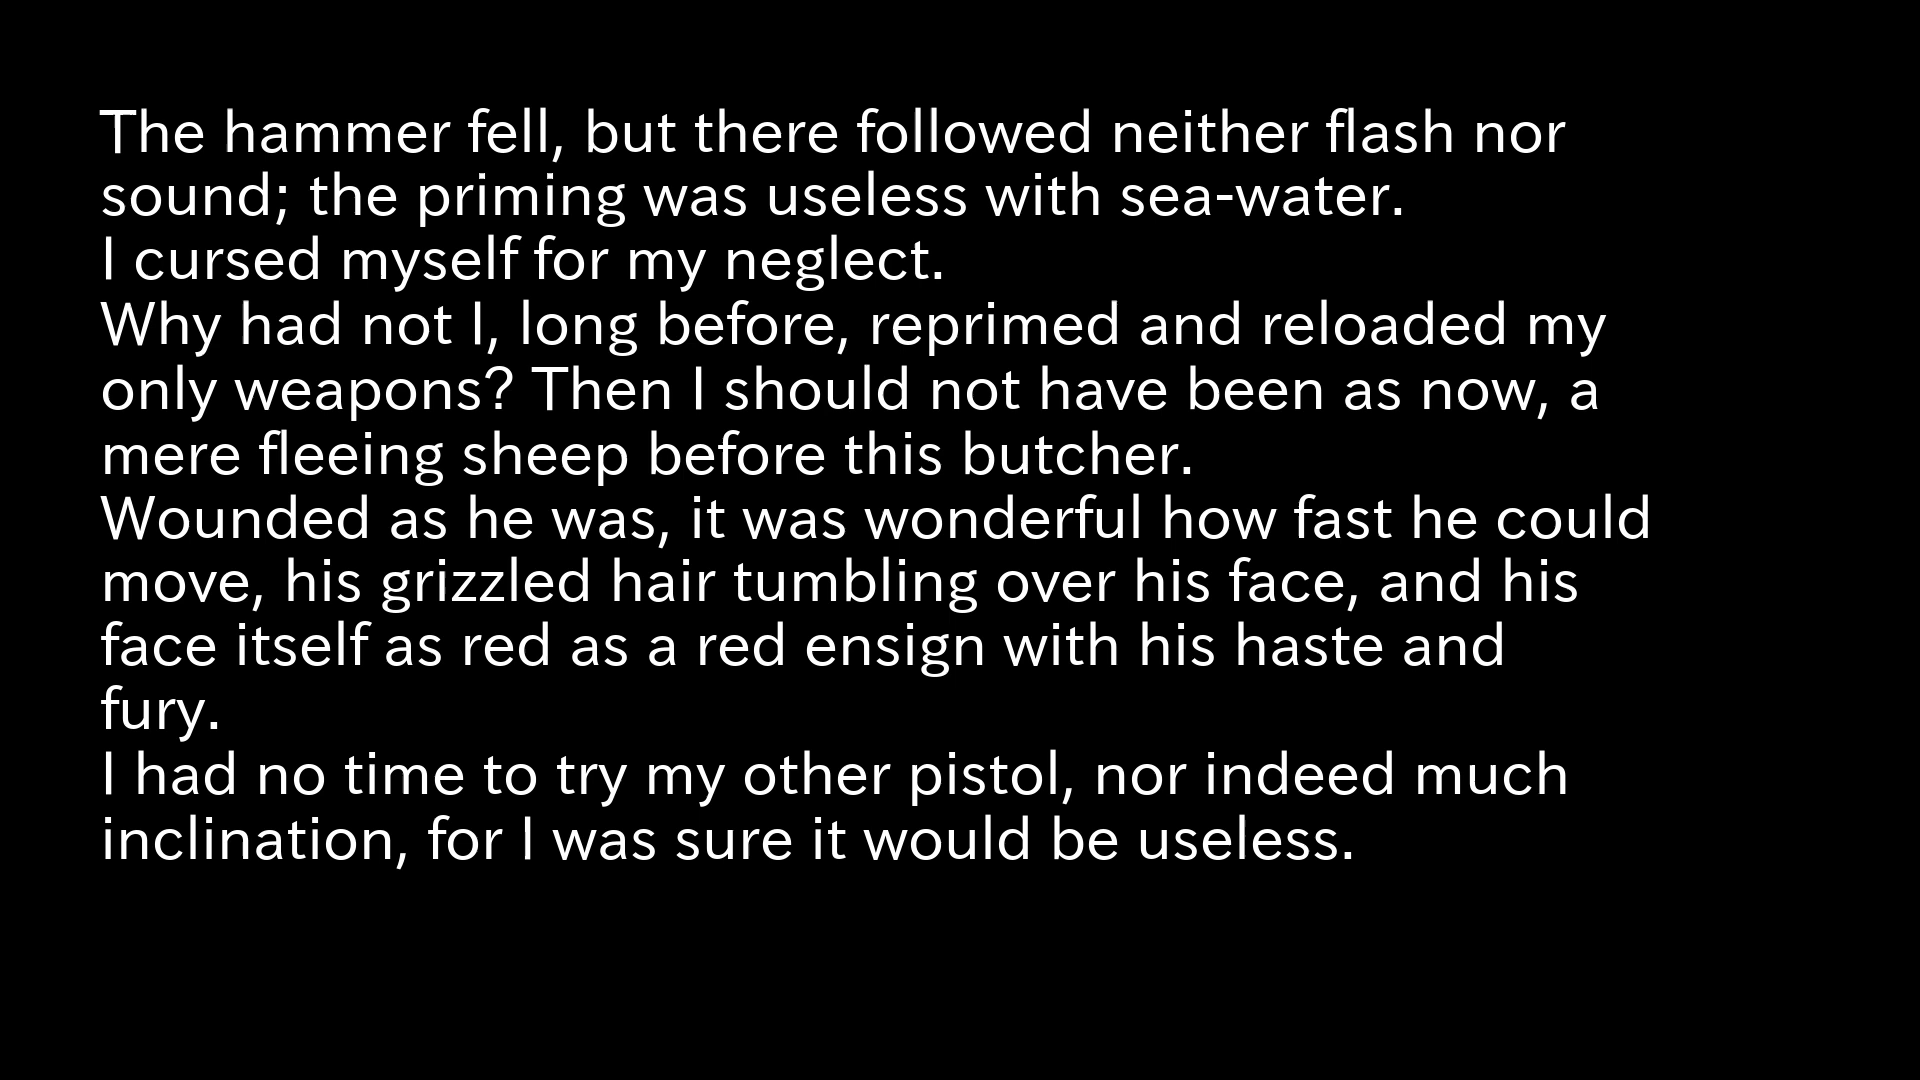 The hammer fell, but there followed neither flash nor
sound; the priming was useless with sea-water.
I cursed myself for my neglect.
Why had not I, long before, reprimed and reloaded my
only weapons? Then I should not have been as now, a
mere fleeing sheep before this butcher.
Wounded as he was, it was wonderful how fast he could
move, his grizzled hair tumbling over his face, and his
face itself as red as a red ensign with his haste and
fury.
I had no time to try my other pistol, nor indeed much
inclination, for I was sure it would be useless.